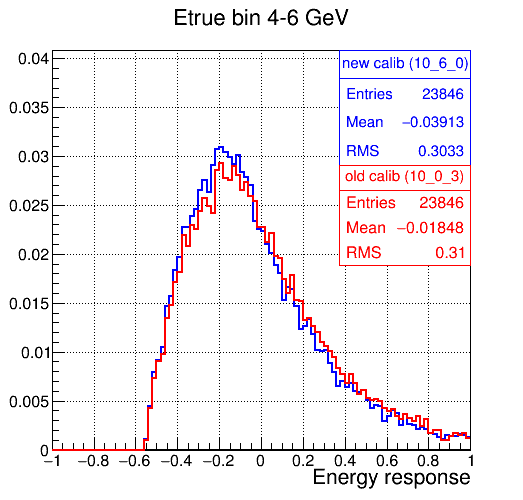 Etrue bin 4-6 GeV
new calib (10_6_0)
Entries 23846
Mean −0.03913
RMS 0.3033
old calib (10_0_3)
Entries 23846
Mean −0.01848
RMS 0.31
0.04
0.035
0.03
0.025
0.02
0.015
0.01
0.005
0
−1 −0.8 −0.6 −0.4 −0.2 0 0.2 0.4 0.6 0.8 1
Energy response